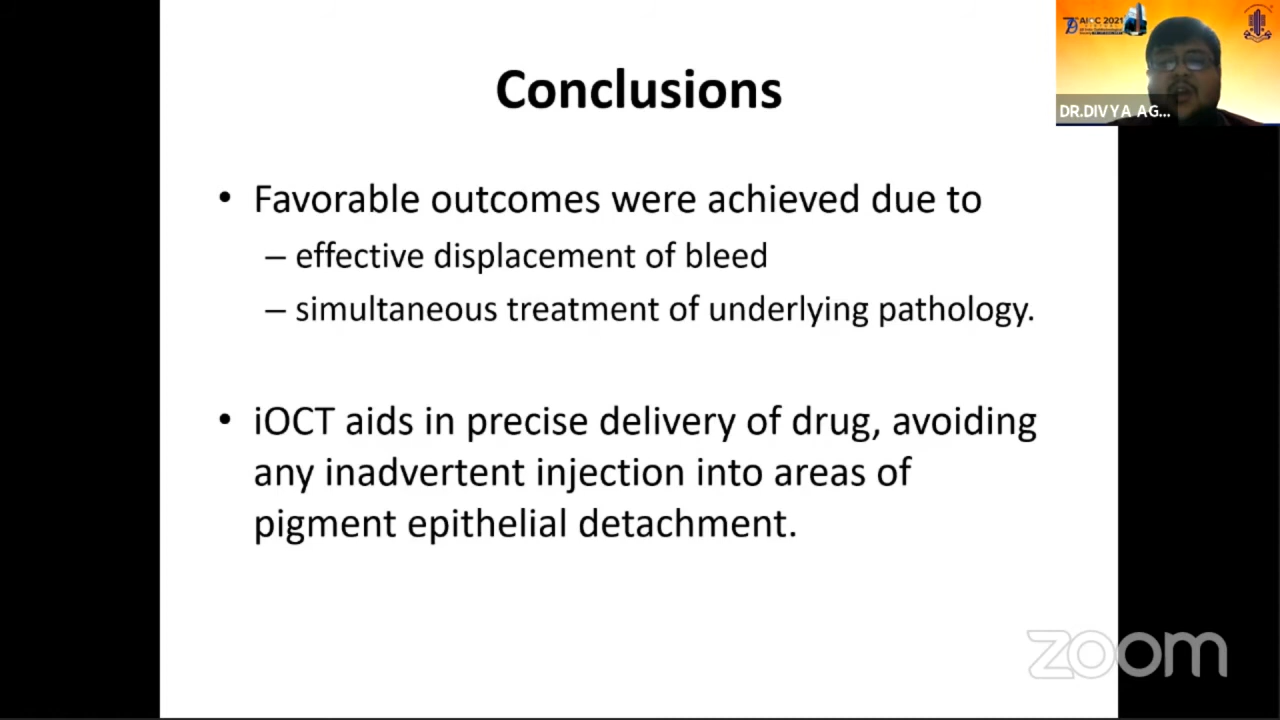 Conclusions
• Favorable outcomes were achieved due to
– effective displacement of bleed
– simultaneous treatment of underlying pathology.
• iOCT aids in precise delivery of drug, avoiding
any inadvertent injection into areas of
pigment epithelial detachment.
AIOC 2021
DR.DIVYA AG...
zoom